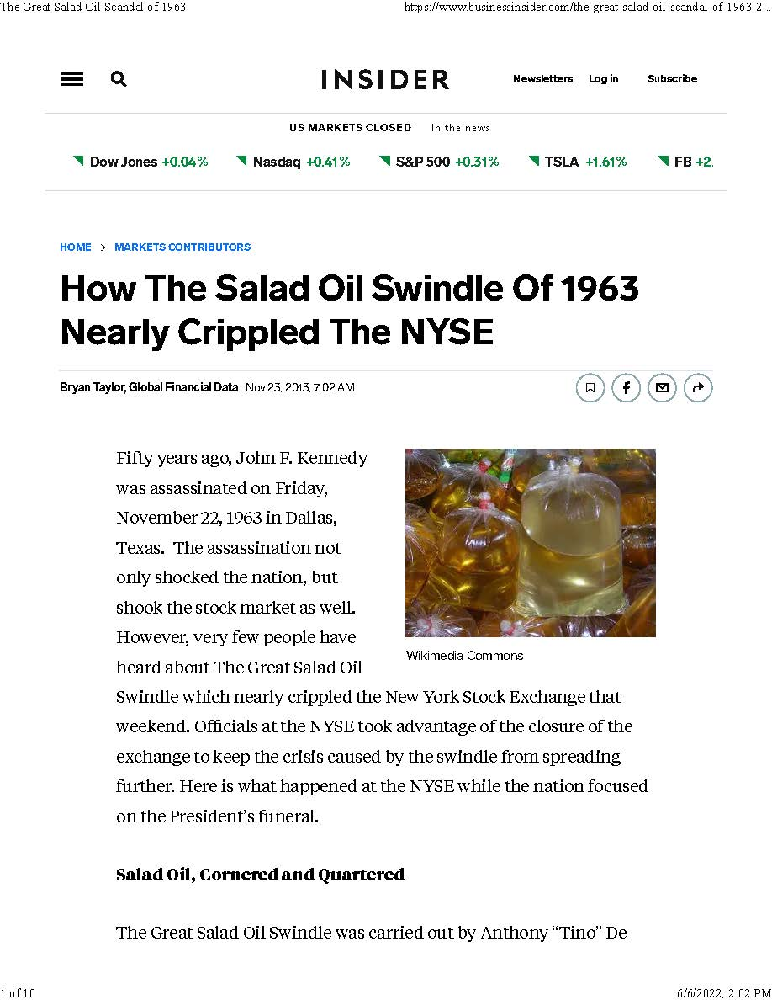 The Great Salad Oil Scandal of 1963
https://www.businessinsider.com/the-great-salad-oil-scandal-of-1963-2...
INSIDER
Newsletters Log in Subscribe
US MARKETS CLOSED In the news
Dow Jones +0.04% Nasdaq +0.41% S&P 500 +0.31% TSLA +1.61% FB +2.
HOME > MARKETS CONTRIBUTORS
How The Salad Oil Swindle Of 1963
Nearly Crippled The NYSE
Bryan Taylor, Global Financial Data Nov 23, 2013, 7:02 AM
Fifty years ago, John F. Kennedy
was assassinated on Friday,
November 22, 1963 in Dallas,
Texas.  The assassination not
only shocked the nation, but
shook the stock market as well.
However, very few people have
heard about The Great Salad Oil
Wikimedia Commons
Swindle which nearly crippled the New York Stock Exchange that
weekend. Officials at the NYSE took advantage of the closure of the
exchange to keep the crisis caused by the swindle from spreading
further. Here is what happened at the NYSE while the nation focused
on the President’s funeral.
Salad Oil, Cornered and Quartered
The Great Salad Oil Swindle was carried out by Anthony “Tino” De
1 of 10
6/6/2022, 2:02 PM